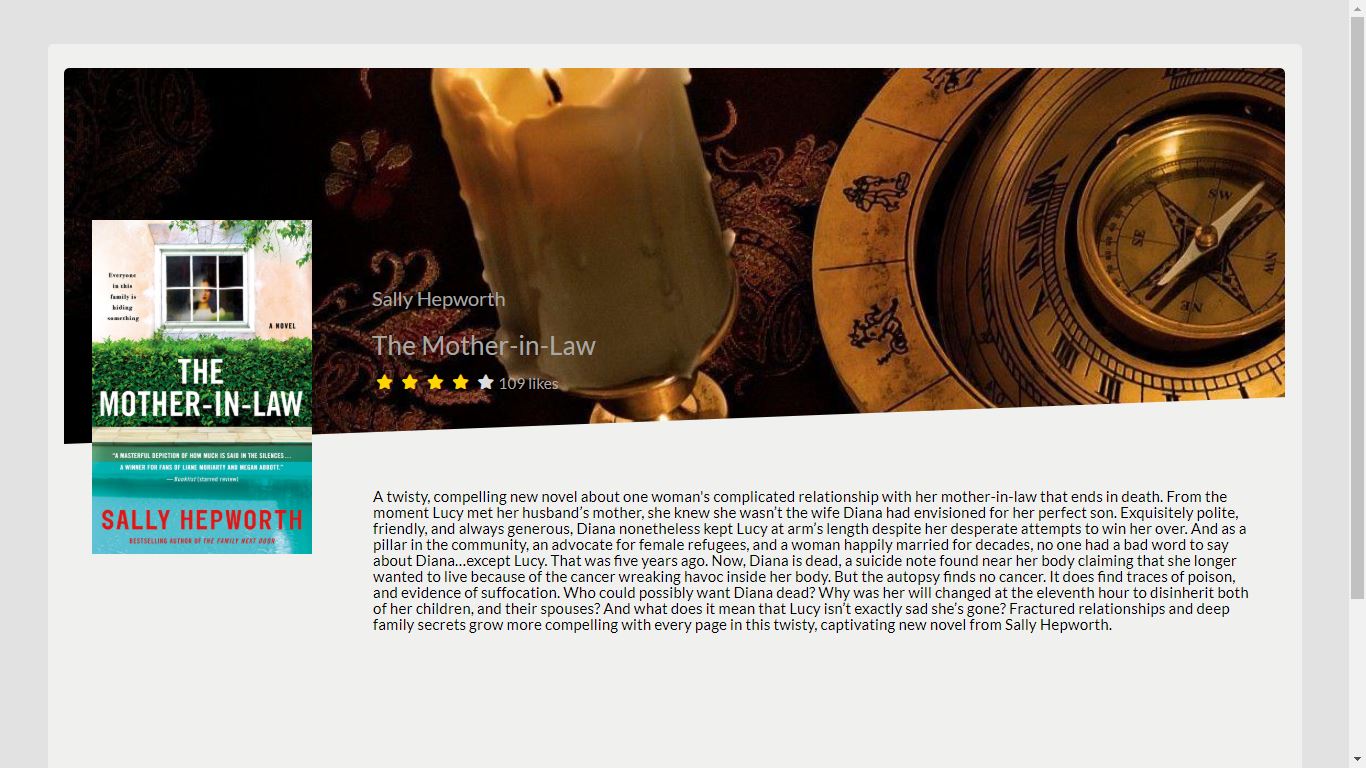 Sally Hepworth
The Mother-in-Law
109 likes
Everyone
in this
family is
hiding
something
A NOVEL
THE
MOTHER-IN-LAW
"A MASTERFUL DEPICTION OF HOW MUCH IS SAID IN THE SILENCES...
A WINNER FOR FANS OF LIANE MORIARTY AND MEGAN ABBOTT."
—Booklist (starred review)
SALLY HEPWORTH
BESTSELLING AUTHOR OF THE FAMILY NEXT DOOR
SW
SE
NE
A twisty, compelling new novel about one woman's complicated relationship with her mother-in-law that ends in death. From the
moment Lucy met her husband’s mother, she knew she wasn’t the wife Diana had envisioned for her perfect son. Exquisitely polite,
friendly, and always generous, Diana nonetheless kept Lucy at arm’s length despite her desperate attempts to win her over. And as a
pillar in the community, an advocate for female refugees, and a woman happily married for decades, no one had a bad word to say
about Diana...except Lucy. That was five years ago. Now, Diana is dead, a suicide note found near her body claiming that she longer
wanted to live because of the cancer wreaking havoc inside her body. But the autopsy finds no cancer. It does find traces of poison,
and evidence of suffocation. Who could possibly want Diana dead? Why was her will changed at the eleventh hour to disinherit both
of her children, and their spouses? And what does it mean that Lucy isn’t exactly sad she’s gone? Fractured relationships and deep
family secrets grow more compelling with every page in this twisty, captivating new novel from Sally Hepworth.